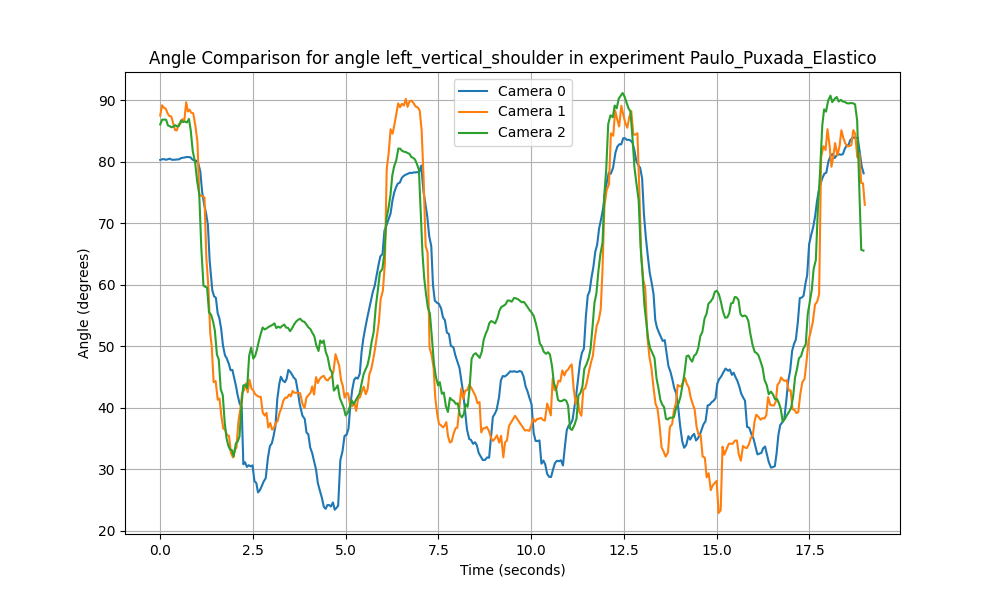 Angle Comparison for angle left_vertical_shoulder in experiment Paulo_Puxada_Elastico
Camera 0
Camera 1
Camera 2
Angle (degrees)
90
80
70
60
50
40
30
20
0.0 2.5 5.0 7.5 10.0 12.5 15.0 17.5
Time (seconds)